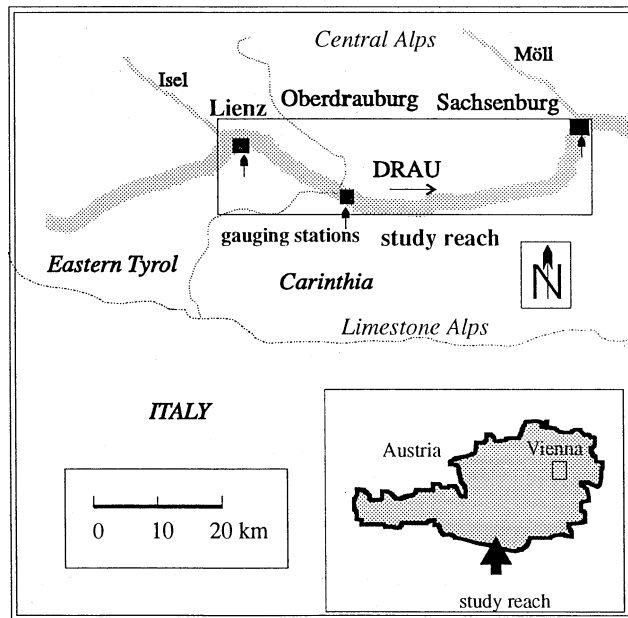 Central Alps
Möll
Isel
Lienz
Oberdrauburg
Sachsenburg
DRAU
gauging stations
study reach
Eastern Tyrol
Carinthia
N
Limestone Alps
ITALY
Austria
Vienna
0 10 20 km
study reach